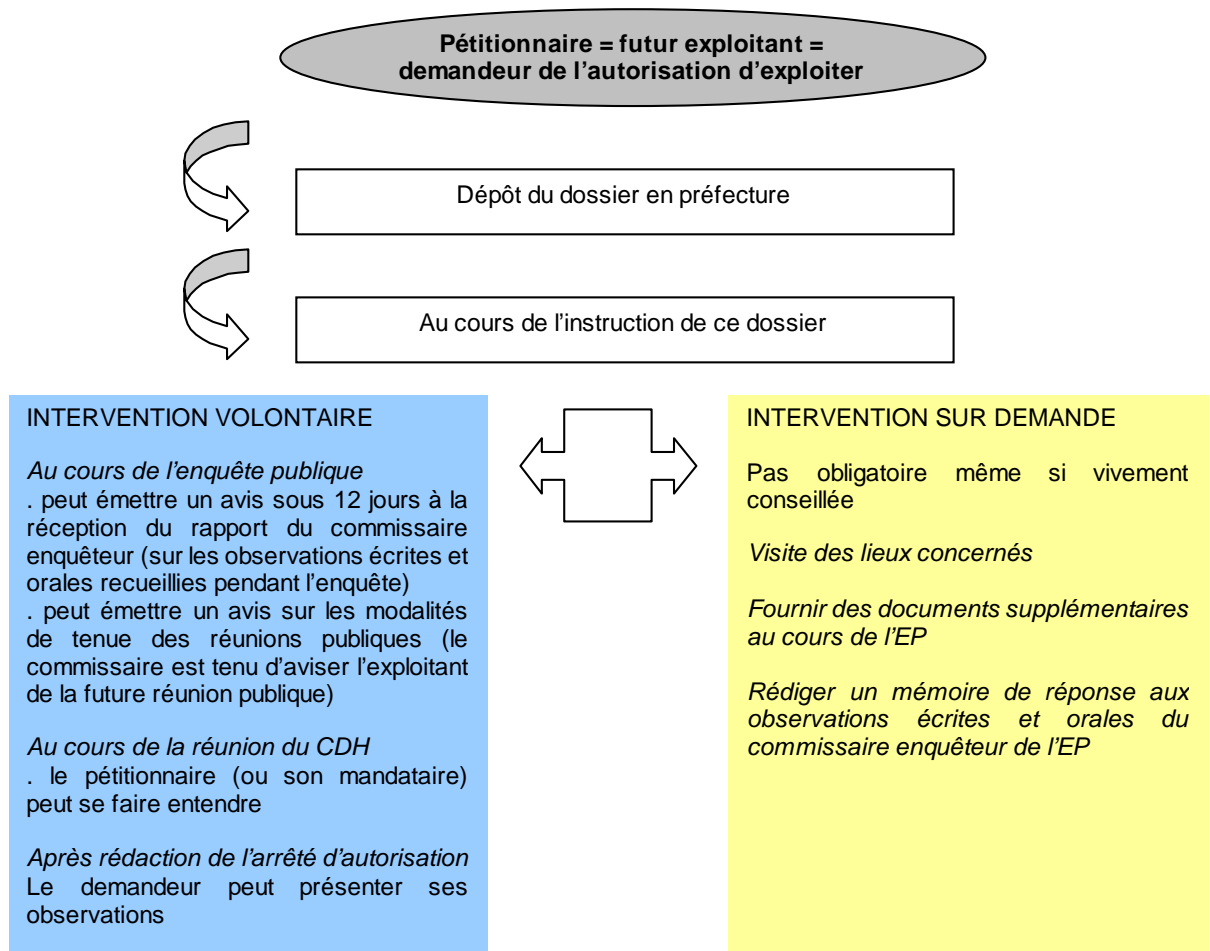 Pétitionnaire = futur exploitant =
demandeur de l'autorisation d'exploiter
Dépôt du dossier en préfecture
Au cours de l'instruction de ce dossier
INTERVENTION VOLONTAIRE
Au cours de l'enquête publique
. peut émettre un avis sous 12 jours à la
réception du rapport du commissaire
enquêteur (sur les observations écrites et
orales recueillies pendant l'enquête)
. peut émettre un avis sur les modalités
de tenue des réunions publiques (le
commissaire est tenu d'aviser l'exploitant
de la future réunion publique)
Au cours de la réunion du CDH
. le pétitionnaire (ou son mandataire)
peut se faire entendre
Après rédaction de l'arrêté d'autorisation
Le demandeur peut présenter ses
observations
INTERVENTION SUR DEMANDE
Pas obligatoire même si vivement
conseillée
Visite des lieux concernés
Fournir des documents supplémentaires
au cours de l'EP
Rédiger un mémoire de réponse aux
observations écrites et orales du
commissaire enquêteur de l'EP